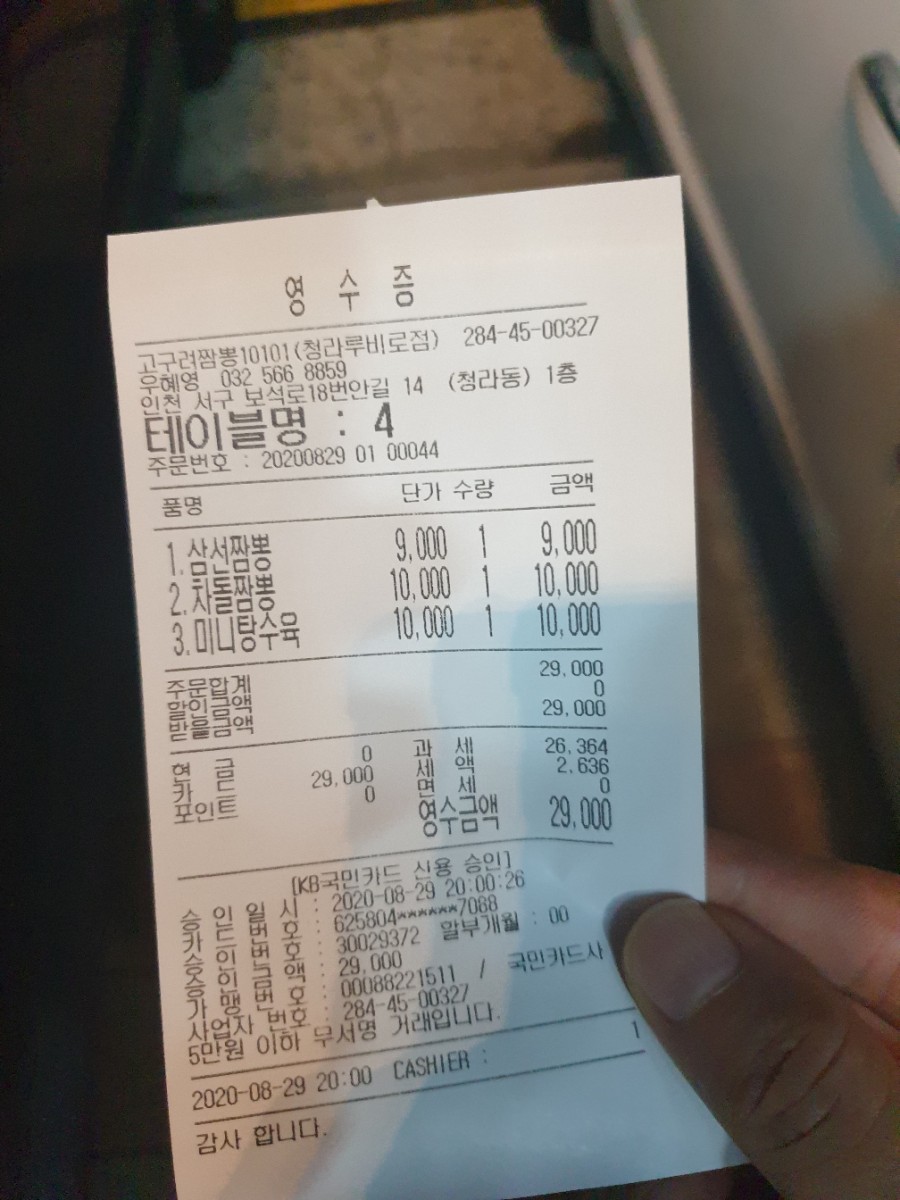 영 수 증
고구려짬뽕10101(청라루비로점) 284-45-00327
우혜영 032 566 8859
인천 서구 보석로18번안길 14 (청라동) 1층
테이블명 : 4
주문번호 : 20200829 01 00044
품명 단가 수량 금액
1.삼선짬뽕 9,000 1 9,000
2.차돌짬뽕 10,000 1 10,000
3.미니탕수육 10,000 1 10,000
주문합계 29,000
할인금액 0
받을금액 29,000
현 금 0 과 세 26,364
카 드 29,000 세 액 2,636
포인트 0 면 세 0
영수금액 29,000
[KB국민카드 신용 승인]
승 인 일 시 : 2020-08-29 20:00:26
카 드 번 호 : 625804******7088
승 인 번 호 : 30029372 할부개월 : 00
승 인 금 액 : 29,000
가 맹 번 호 : 00088221511 / 국민카드사
사업자 번호 : 284-45-00327
5만원 이하 무서명 거래입니다.
2020-08-29 20:00 CASHIER : 1
감사 합니다.